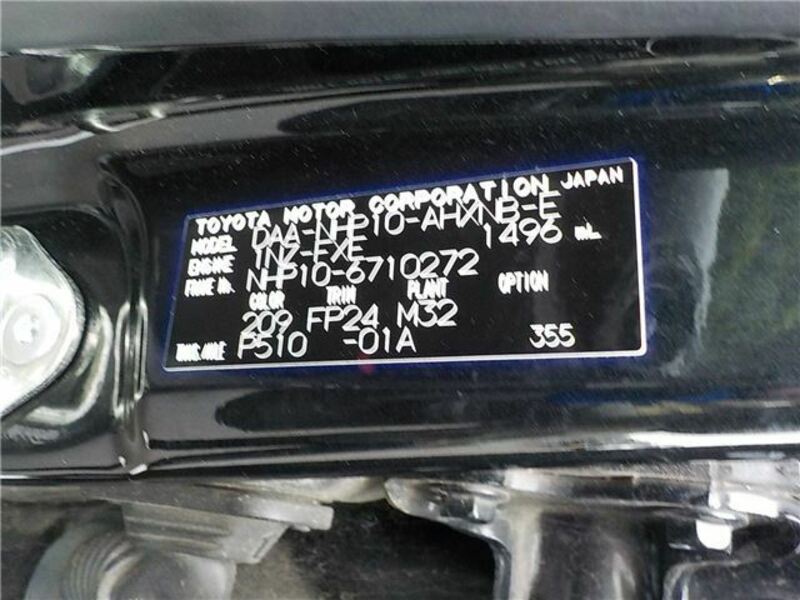 TOYOTA MOTOR CORPORATION JAPAN
MODEL DAA-NHP10-AHXNB-E
ENGINE 1NZ-FXE 1496 mL
FRAME No. NHP10-6710272
COLOR TRIM PLANT OPTION
209 FP24 M32
TRANS./AXLE P510 -01A 355